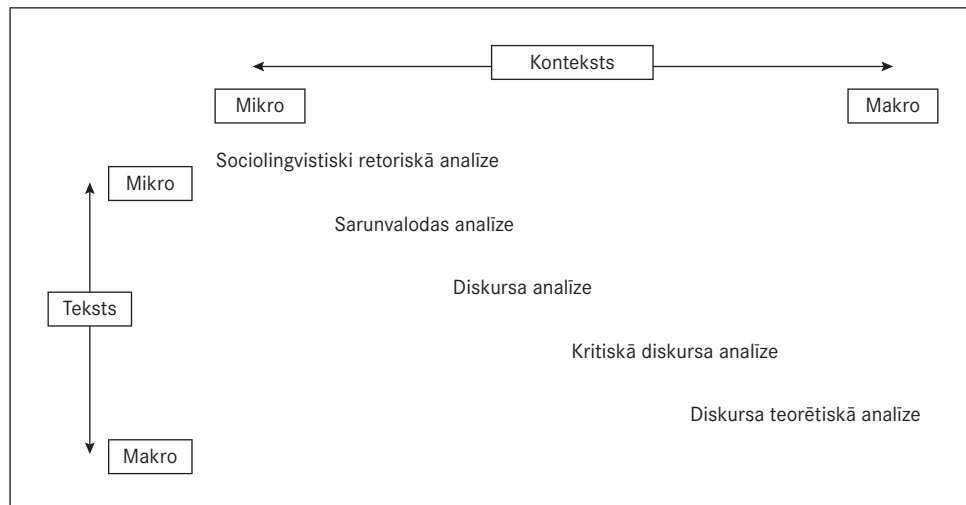 Konteksts
Mikro
Makro
Sociolingvistiski retoriskā analīze
Mikro
Sarunvalodas analīze
Diskursa analīze
Teksts
Kritiskā diskursa analīze
Diskursa teorētiskā analīze
Makro